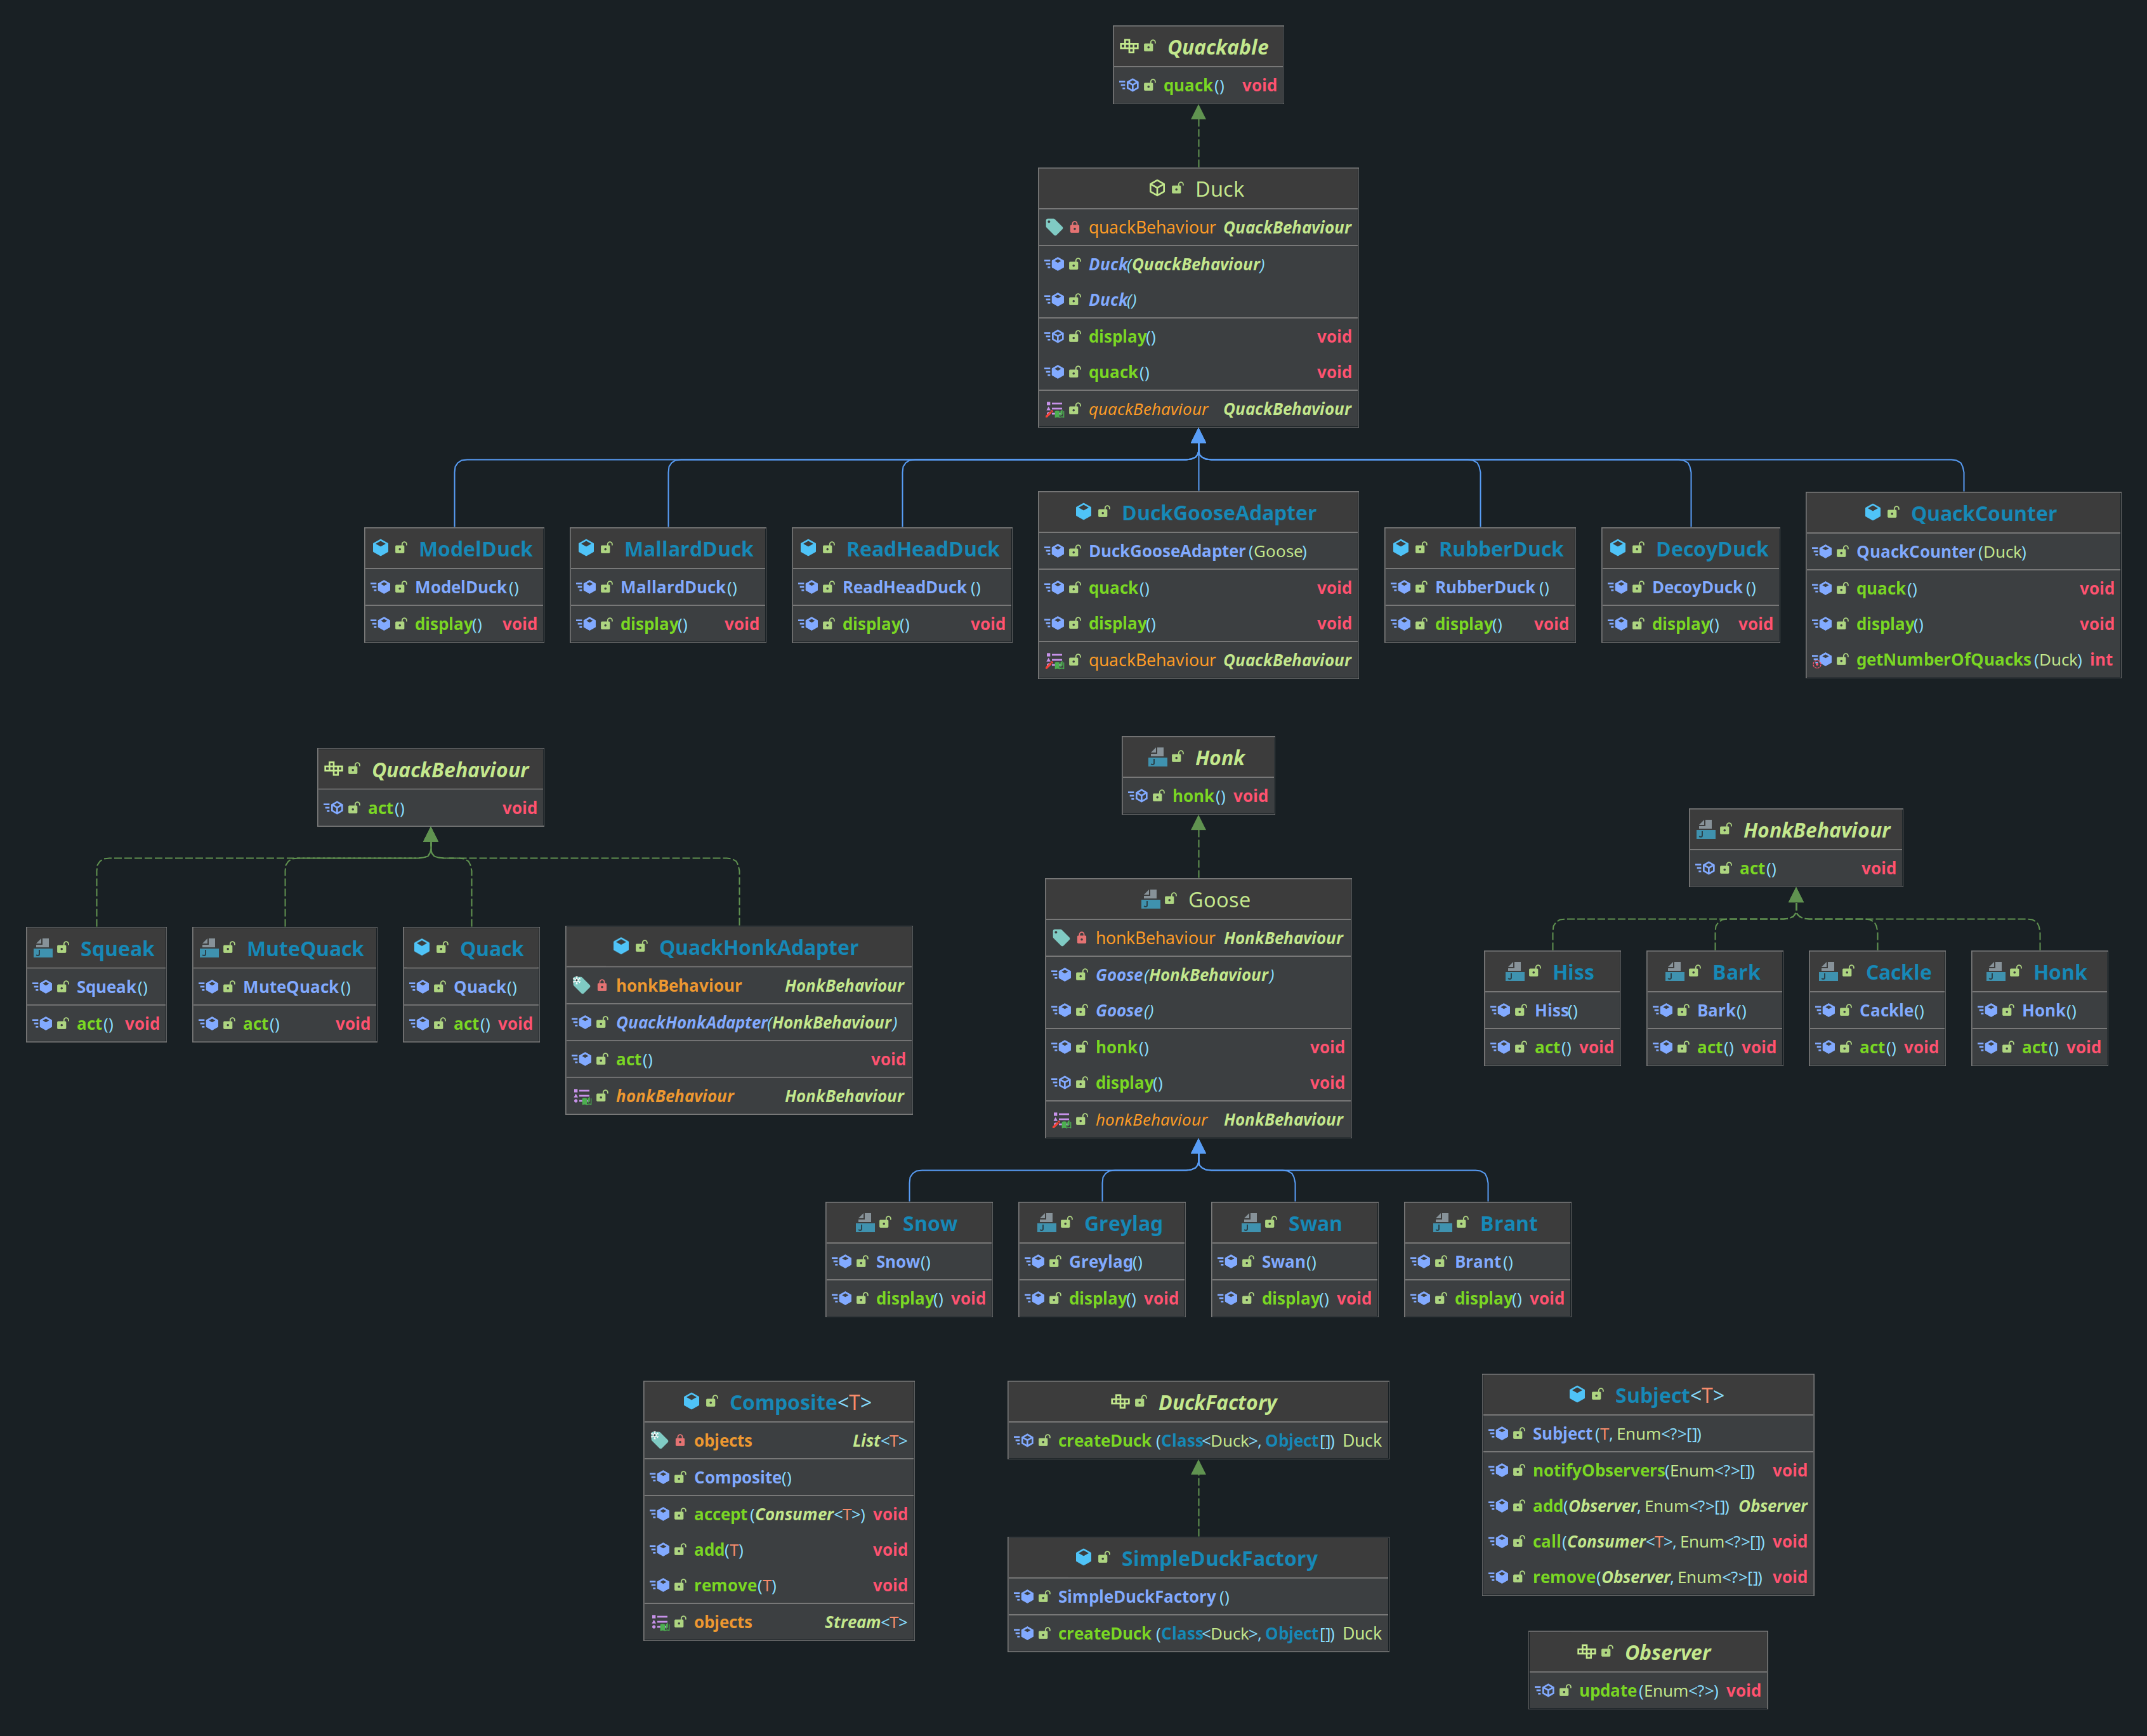 Quackable
quack() void
Duck
quackBehaviour QuackBehaviour
Duck(QuackBehaviour)
Duck()
display() void
quack() void
quackBehaviour QuackBehaviour
ModelDuck
ModelDuck()
display() void
MallardDuck
MallardDuck()
display() void
ReadHeadDuck
ReadHeadDuck()
display() void
DuckGooseAdapter
DuckGooseAdapter(Goose)
quack() void
display() void
quackBehaviour QuackBehaviour
RubberDuck
RubberDuck()
display() void
DecoyDuck
DecoyDuck()
display() void
QuackCounter
QuackCounter(Duck)
quack() void
display() void
getNumberOfQuacks(Duck) int
QuackBehaviour
act() void
Squeak
Squeak()
act() void
MuteQuack
MuteQuack()
act() void
Quack
Quack()
act() void
QuackHonkAdapter
honkBehaviour HonkBehaviour
QuackHonkAdapter(HonkBehaviour)
act() void
honkBehaviour HonkBehaviour
Honk
honk() void
Goose
honkBehaviour HonkBehaviour
Goose(HonkBehaviour)
Goose()
honk() void
display() void
honkBehaviour HonkBehaviour
HonkBehaviour
act() void
Hiss
Hiss()
act() void
Bark
Bark()
act() void
Cackle
Cackle()
act() void
Honk
Honk()
act() void
Snow
Snow()
display() void
Greylag
Greylag()
display() void
Swan
Swan()
display() void
Brant
Brant()
display() void
Composite<T>
objects List<T>
Composite()
accept(Consumer<T>) void
add(T) void
remove(T) void
objects Stream<T>
DuckFactory
createDuck(Class<Duck>, Object[]) Duck
SimpleDuckFactory
SimpleDuckFactory()
createDuck(Class<Duck>, Object[]) Duck
Subject<T>
Subject(T, Enum<?>[])
notifyObservers(Enum<?>[]) void
add(Observer, Enum<?>[]) Observer
call(Consumer<T>, Enum<?>[]) void
remove(Observer, Enum<?>[]) void
Observer
update(Enum<?>) void